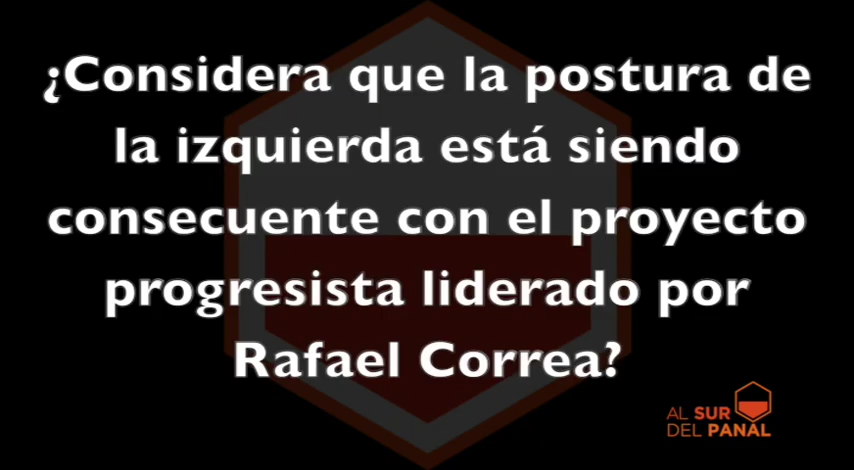 ¿Considera que la postura de
la izquierda está siendo
consecuente con el proyecto
progresista liderado por
Rafael Correa?
AL SUR
DEL PANAL